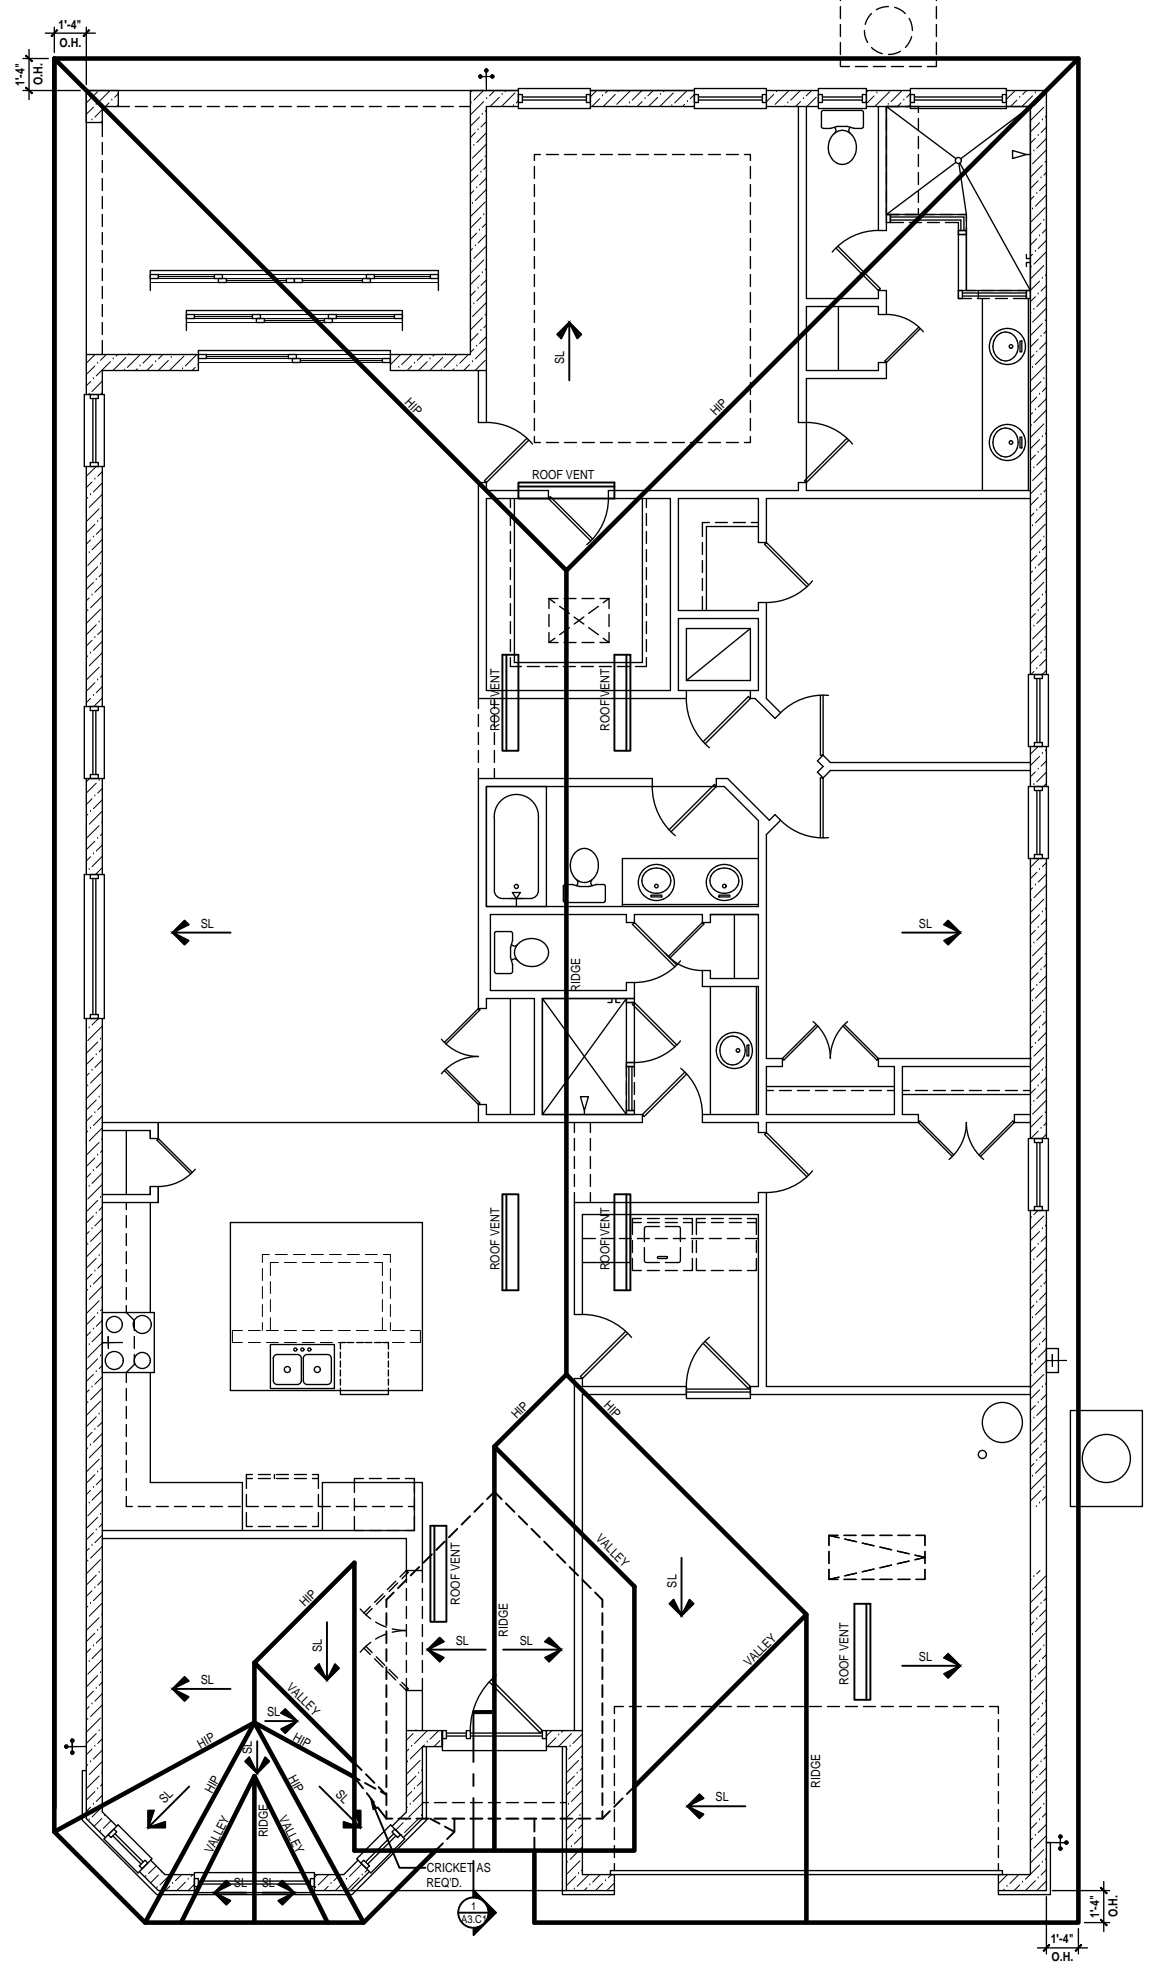 1'-4"
O.H.
1'-4"
O.H.
SL
HIP
HIP
ROOF VENT
ROOF VENT
ROOF VENT
SL
SL
RIDGE
ROOF VENT
ROOF VENT
HIP
HIP
VALLEY
ROOF VENT
SL
HIP
RIDGE
SL
SL
SL
VALLEY
ROOF VENT
SL
SL
VALLEY
SL
HIP
HIP
SL
RIDGE
HIP
HIP
SL
SL
SL
VALLEY
RIDGE
VALLEY
CRICKET AS
REQ'D.
SL
SL
1
A3.C1
1'-4"
O.H.
1'-4"
O.H.